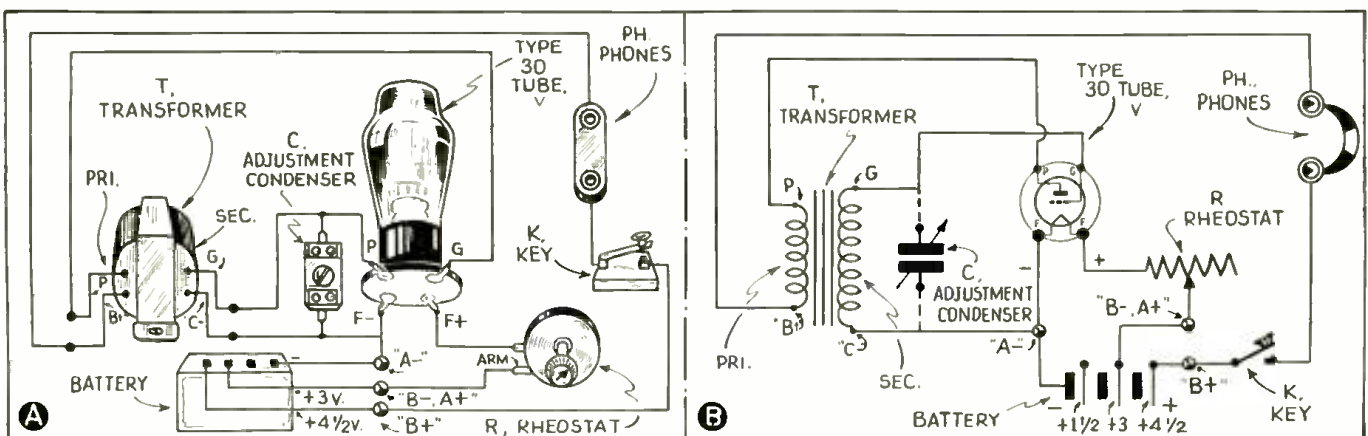 TYPE
30
TUBE,
V
PH.
PHONES
T,
TRANSFORMER
C,
ADJUSTMENT
CONDENSER
PRI.
SEC.
G
P
"B+"
"C-"
P
G
K,
KEY
F-
F+
ARM
-
"A-"
BATTERY
+3 V.
"B-, A+"
+4 1/2 V.
"B+"
R, RHEOSTAT
A
B
TYPE
30 TUBE,
V
PH.,
PHONES
T,
TRANSFORMER
P
G
P
G
F
F
R
RHEOSTAT
-
+
C,
ADJUSTMENT
CONDENSER
"B+"
"C-"
PRI.
SEC.
"A-"
"B-, A+"
"B+"
K,
KEY
BATTERY
-
+1 1/2
+3
+4 1/2
+